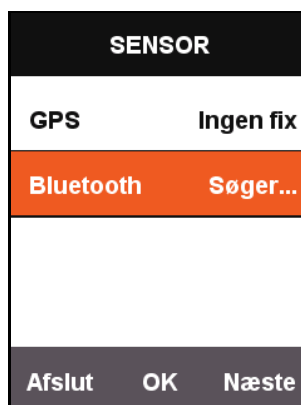 SENSOR
GPS Ingen fix
Bluetooth Søger...
Afslut OK Næste